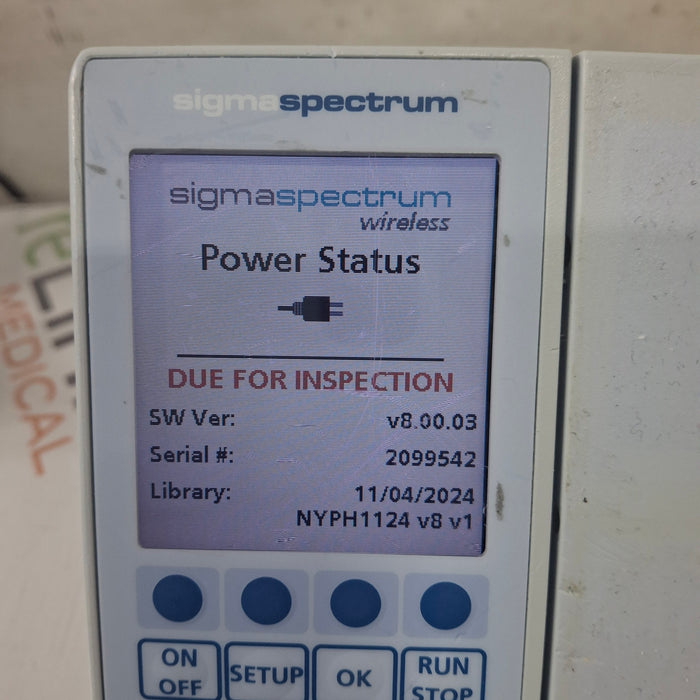 sigmaspectrum
sigmaspectrum
wireless
Power Status
DUE FOR INSPECTION
SW Ver: v8.00.03
Serial #: 2099542
Library: 11/04/2024
NYPH1124 v8 v1
ON OFF
SETUP
OK
RUN STOP
MEDICAL